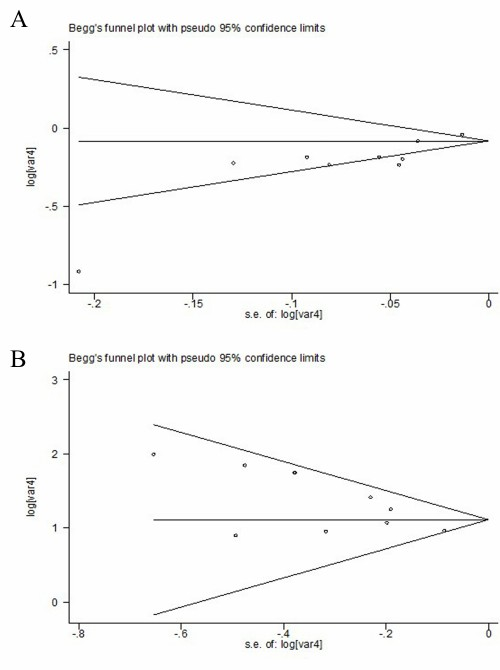 A
Begg's funnel plot with pseudo 95% confidence limits
.5
0
-.5
-1
log[var4]
-.2
-.15
-.1
-.05
0
s.e. of: log[var4]
B
Begg's funnel plot with pseudo 95% confidence limits
3
2
1
0
log[var4]
-.8
-.6
-.4
-.2
0
s.e. of: log[var4]